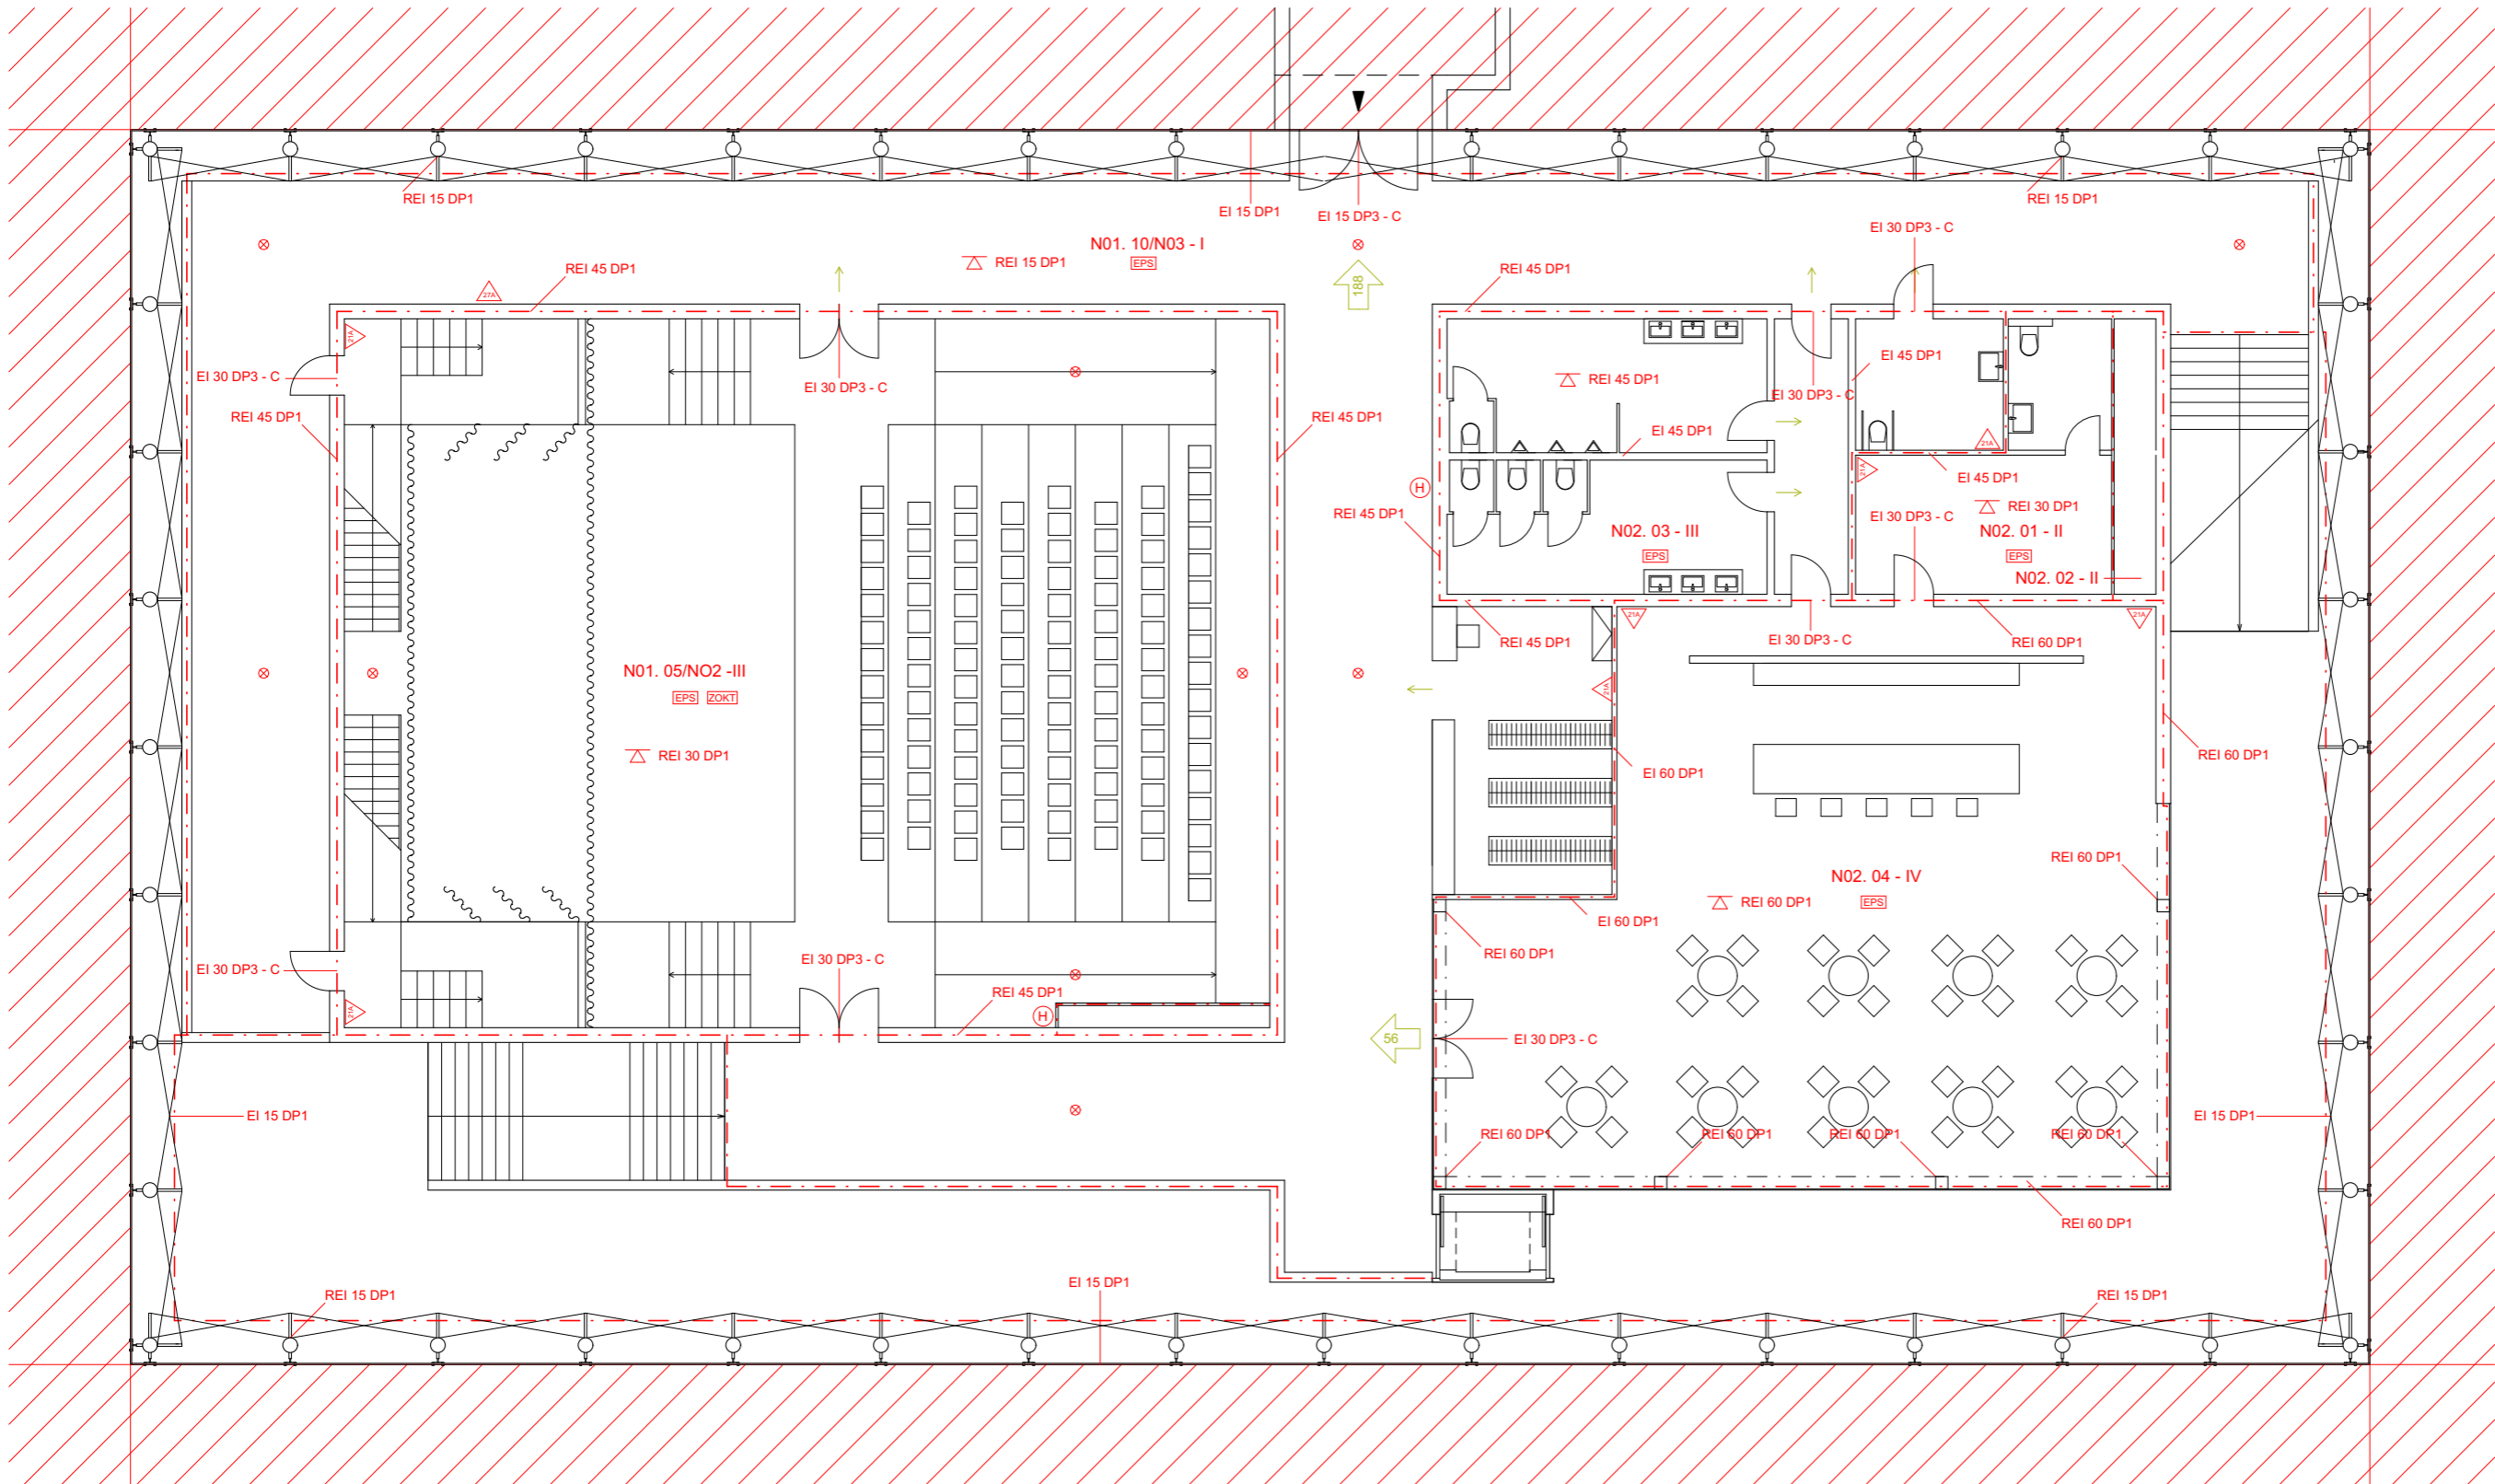 REI 15 DP1
EI 15 DP1
EI 15 DP3 - C
REI 15 DP1
EI 30 DP3 - C
N01. 10/N03 - I
REI 15 DP1
EPS
REI 45 DP1
REI 45 DP1
188
27A
21A
EI 30 DP3 - C
EI 30 DP3 - C
REI 45 DP1
EI 45 DP1
EI 30 DP3 - C
REI 45 DP1
REI 45 DP1
EI 45 DP1
21A
21A
EI 45 DP1
H
REI 45 DP1
REI 30 DP1
EI 30 DP3 - C
N02. 03 - III
EPS
N02. 01 - II
EPS
N02. 02 - II
21A
21A
REI 45 DP1
EI 30 DP3 - C
REI 60 DP1
N01. 05/NO2 -III
EPS
ZOKT
21A
REI 30 DP1
EI 60 DP1
REI 60 DP1
REI 60 DP1
N02. 04 - IV
REI 60 DP1
EPS
EI 60 DP1
REI 60 DP1
EI 30 DP3 - C
EI 30 DP3 - C
REI 45 DP1
21A
H
56
EI 30 DP3 - C
EI 15 DP1
EI 15 DP1
REI 60 DP1
REI 60 DP1
REI 60 DP1
REI 60 DP1
REI 60 DP1
EI 15 DP1
REI 15 DP1
REI 15 DP1